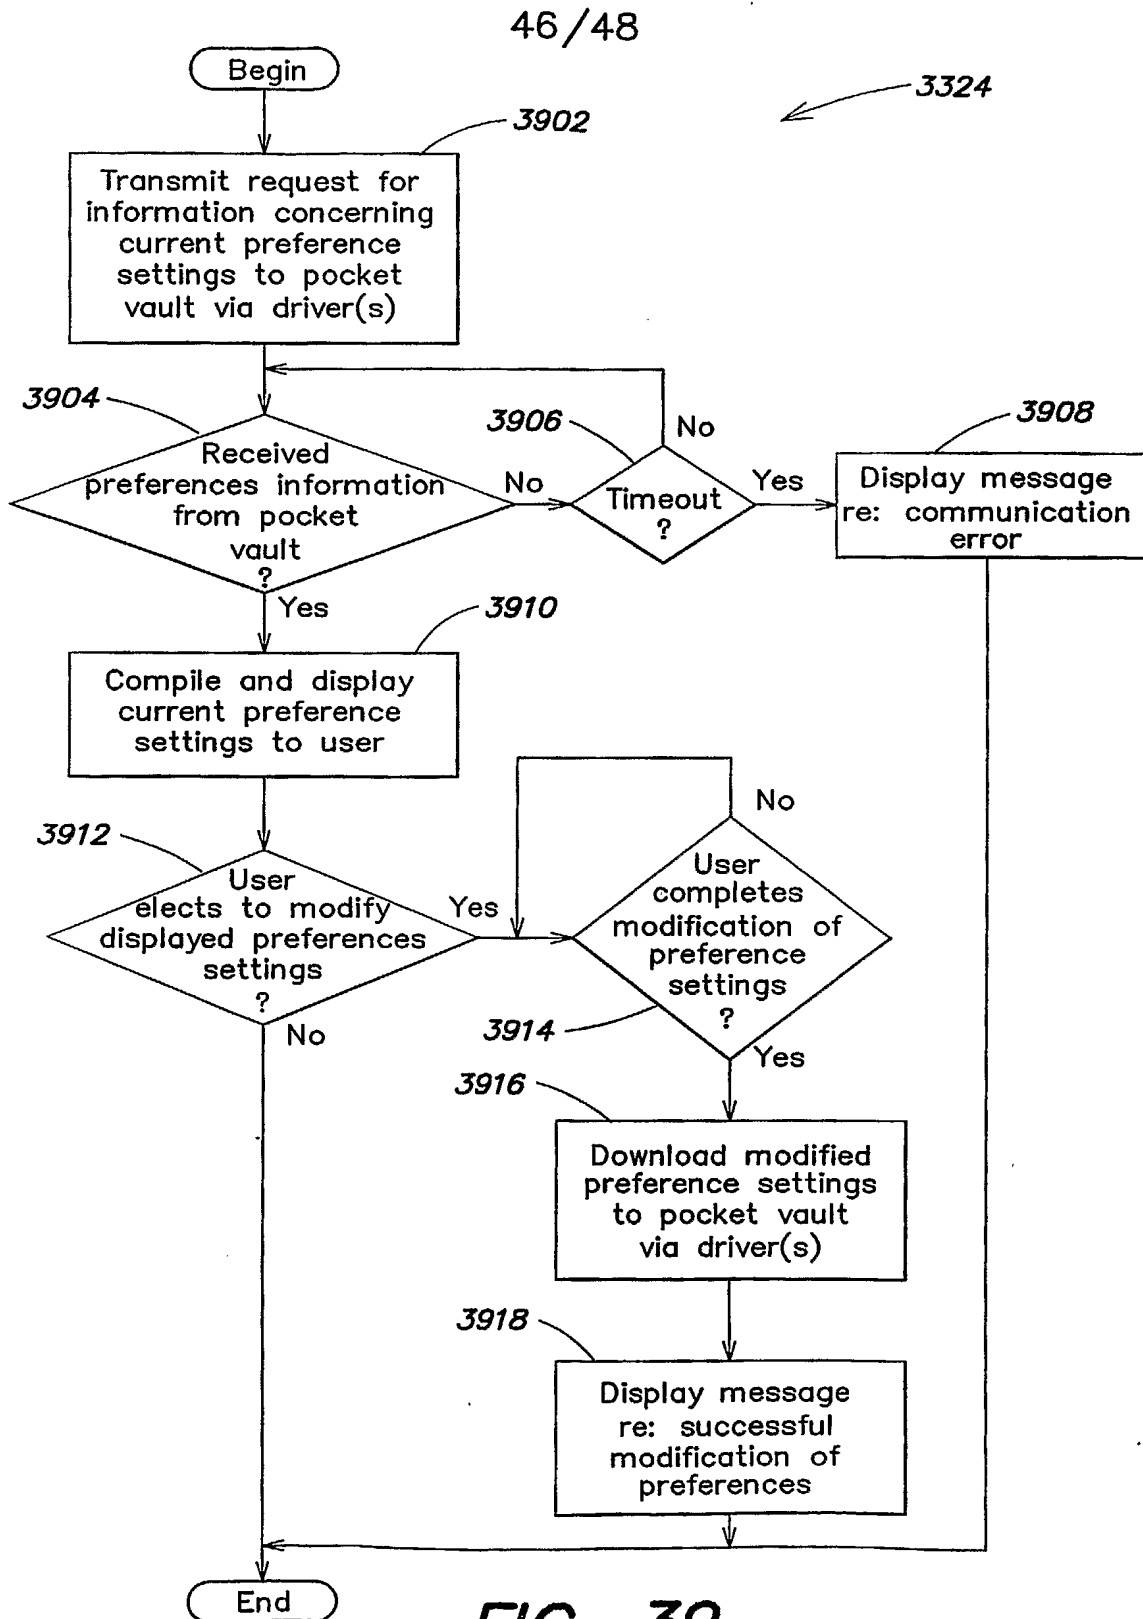 46/48
Begin
3324
3902
Transmit request for
information concerning
current preference
settings to pocket
vault via driver(s)
3904
Received
preferences information
from pocket
vault
?
No
Yes
3906
No
Timeout
?
Yes
3908
Display message
re: communication
error
3910
Compile and display
current preference
settings to user
3912
User
elects to modify
displayed preferences
settings
?
Yes
No
No
User
completes
modification of
preference
settings
?
3914
Yes
3916
Download modified
preference settings
to pocket vault
via driver(s)
3918
Display message
re: successful
modification of
preferences
End
FIG. 39